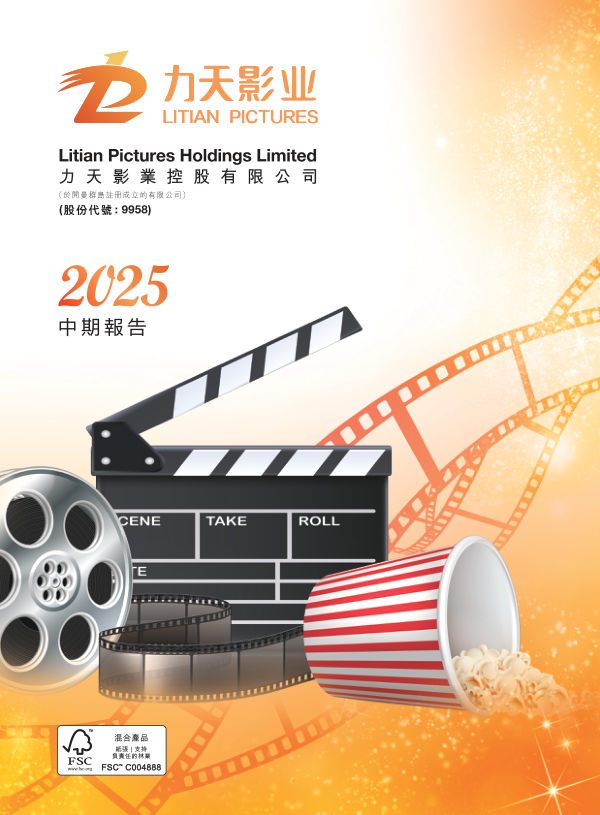 力天影业
LITIAN PICTURES
Litian Pictures Holdings Limited
力天影業控股有限公司
(於開曼群島註冊成立的有限公司)
(股份代號: 9958)
2025
中期報告
CENE
TAKE
ROLL
TE
混合產品
紙張 | 支持
負責任的林業
FSC
www.fsc.org
FSC™ C004888